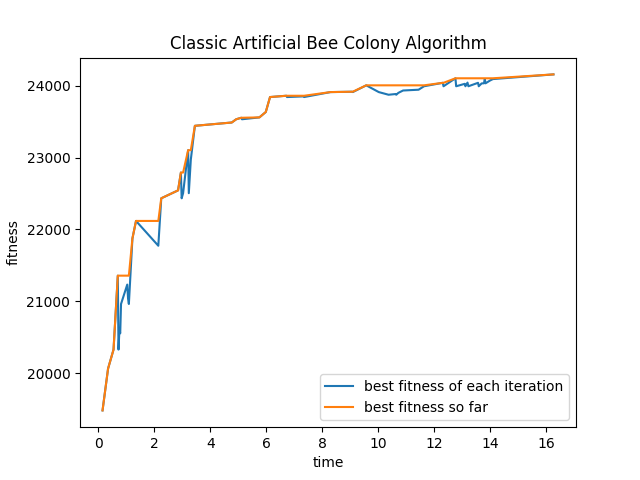 Classic Artificial Bee Colony Algorithm
24000
23000
22000
21000
20000
fitness
0 2 4 6 8 10 12 14 16
time
best fitness of each iteration
best fitness so far